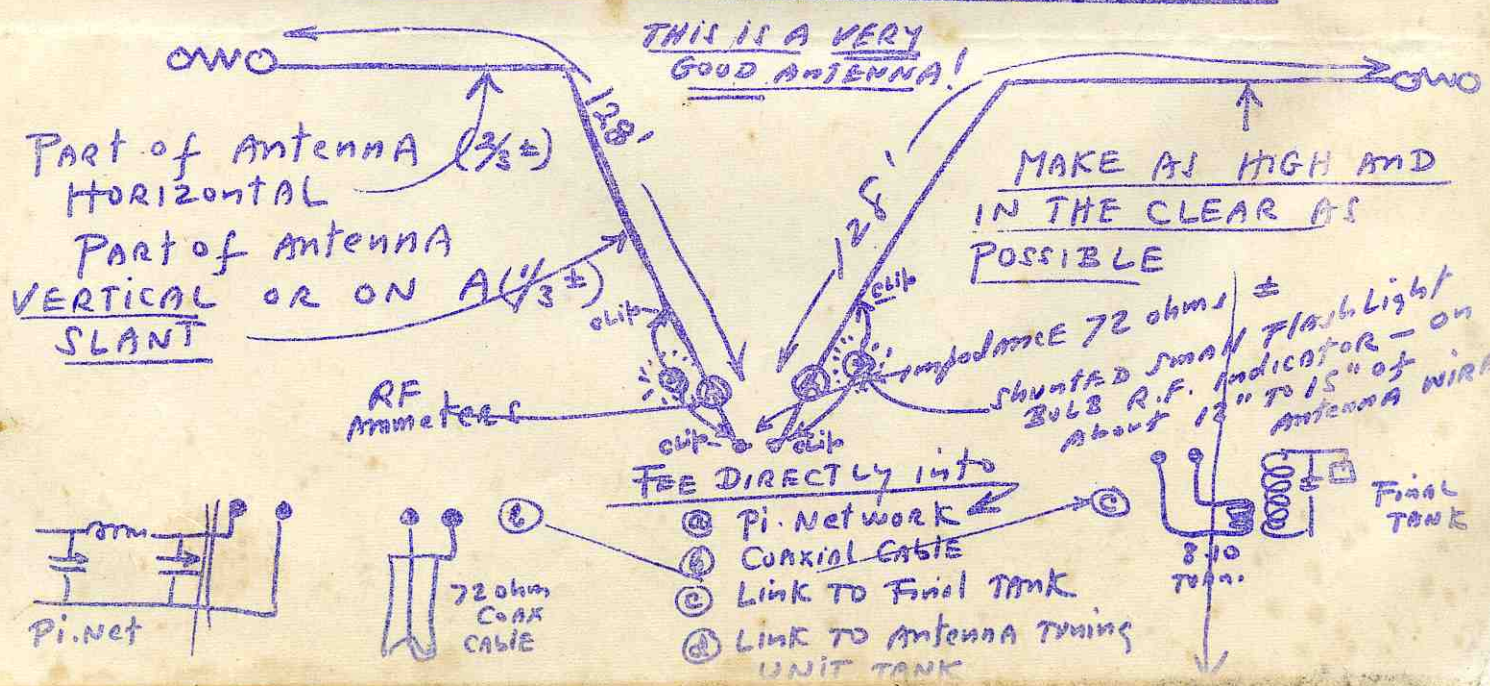 THIS IS A VERY
GOOD ANTENNA!
128'
128'
PART of ANTENNA (2/3 ±)
HORIZONTAL
PART of ANTENNA
VERTICAL OR ON A (1/3 ±)
SLANT
MAKE AS HIGH AND
IN THE CLEAR AS
POSSIBLE
clip
clip
impedance 72 ohms ±
Shunted small Flash Light
BULB R.F. indicator - on
About 12" TO 15" of
Antenna WIRE
RF
Ammeters
clip
clip
FEE DIRECTLY into
ⓐ Pi. Network
ⓑ COAXIAL CABLE
ⓒ Link TO Final TANK
ⓓ Link TO Antenna TUNING
UNIT TANK
Pi. Net
ⓑ
72 ohm
COAX
CABLE
ⓒ
8-10
TURN.
FINAL
TANK